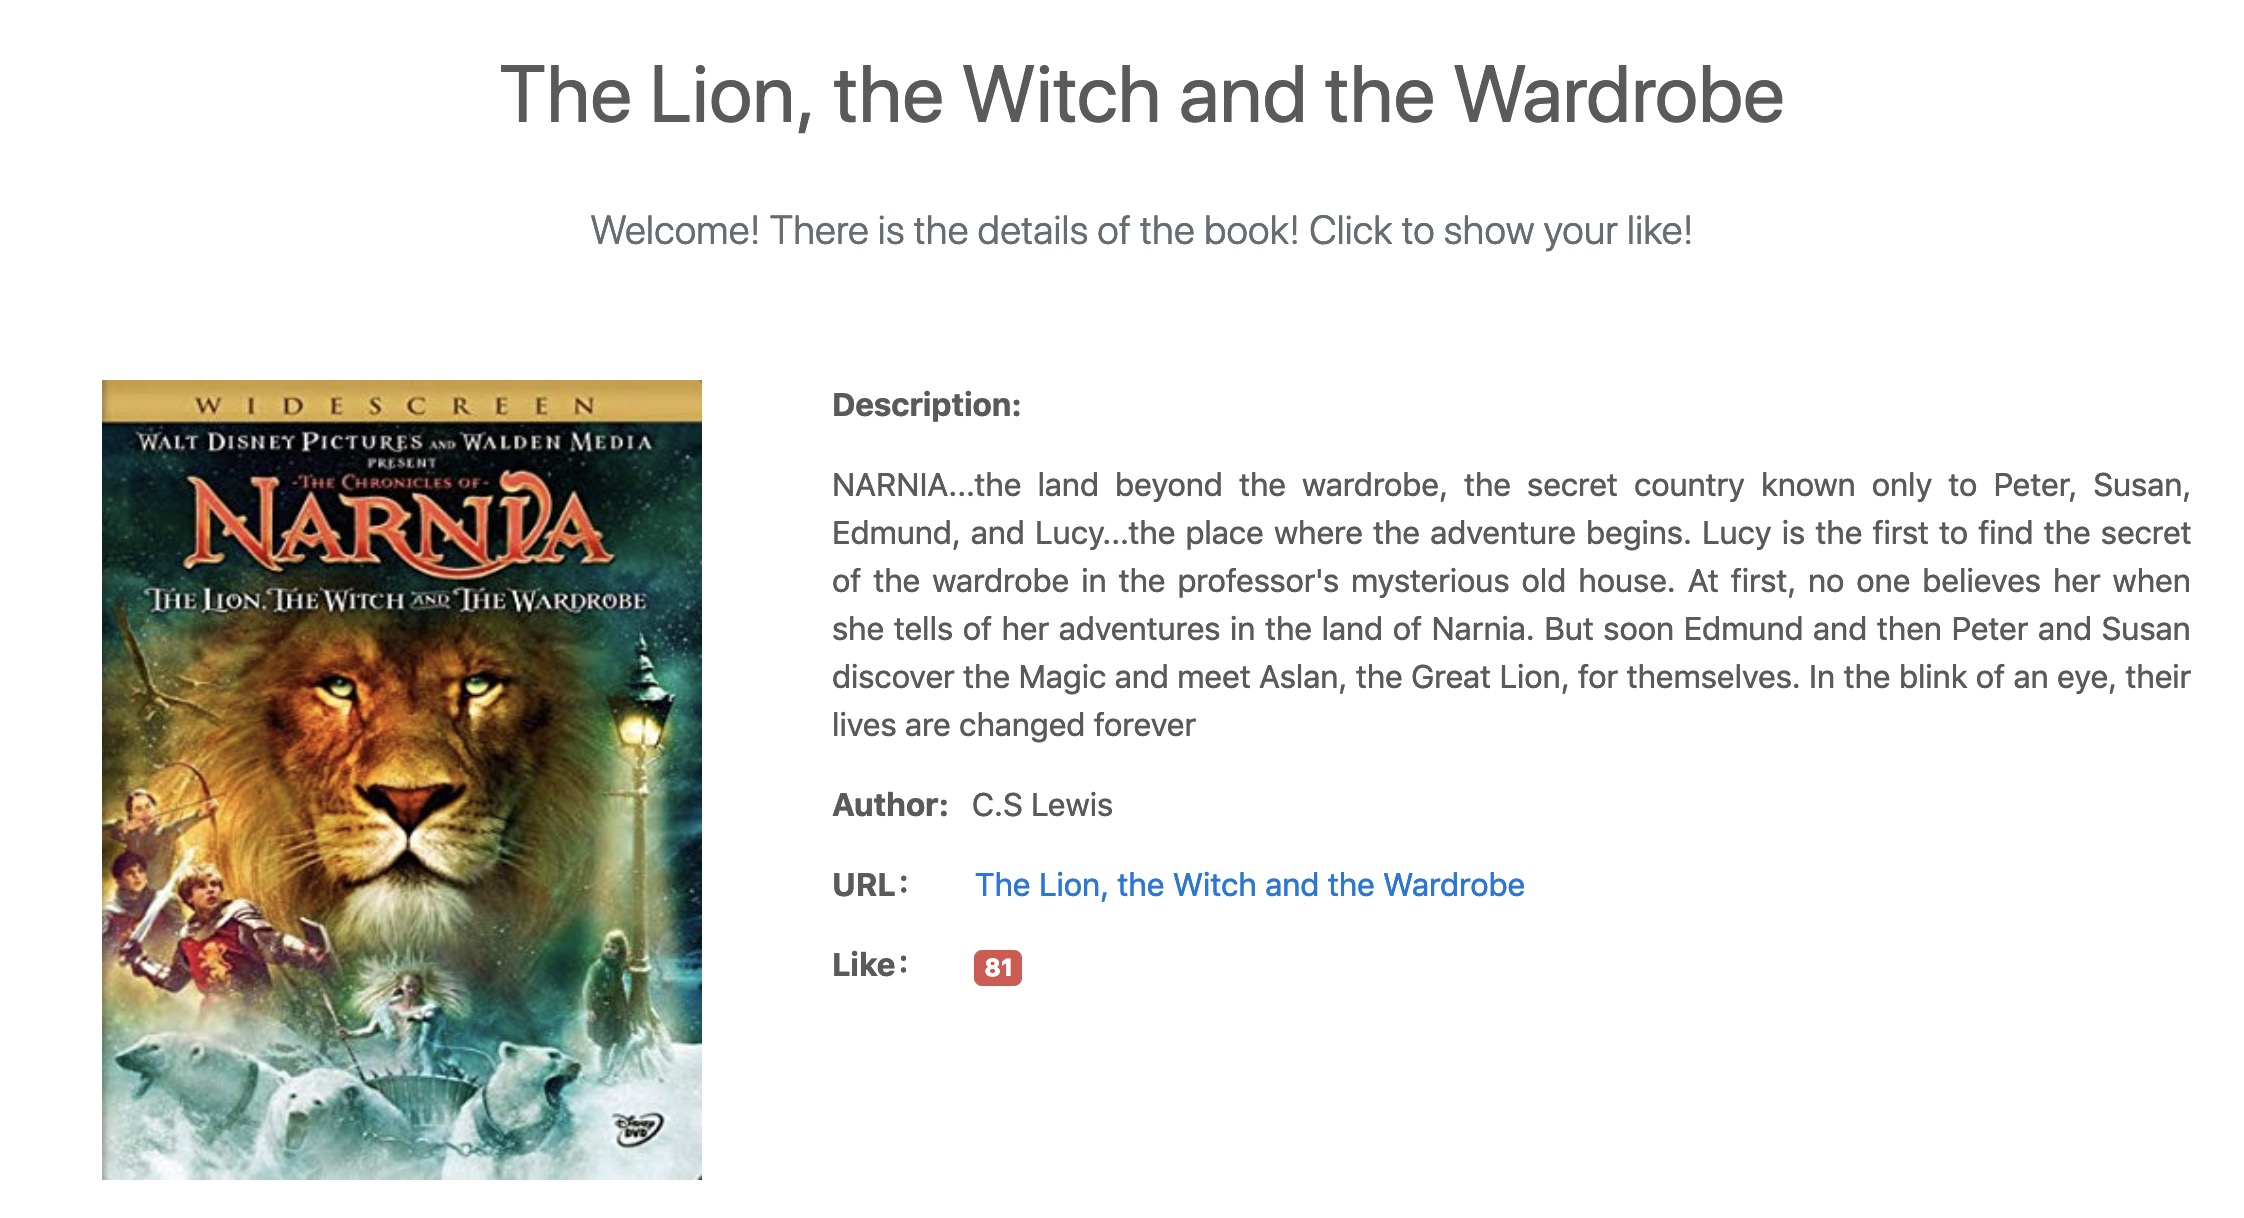 The Lion, the Witch and the Wardrobe
Welcome! There is the details of the book! Click to show your like!
WIDESCREEN
WALT DISNEY PICTURES AND WALDEN MEDIA
PRESENT
-THE CHRONICLES OF-
NARNIA
THE LION, THE WITCH AND THE WARDROBE
Disney
DVD
Description:
NARNIA...the land beyond the wardrobe, the secret country known only to Peter, Susan,
Edmund, and Lucy...the place where the adventure begins. Lucy is the first to find the secret
of the wardrobe in the professor's mysterious old house. At first, no one believes her when
she tells of her adventures in the land of Narnia. But soon Edmund and then Peter and Susan
discover the Magic and meet Aslan, the Great Lion, for themselves. In the blink of an eye, their
lives are changed forever
Author: C.S Lewis
URL: The Lion, the Witch and the Wardrobe
Like: 81